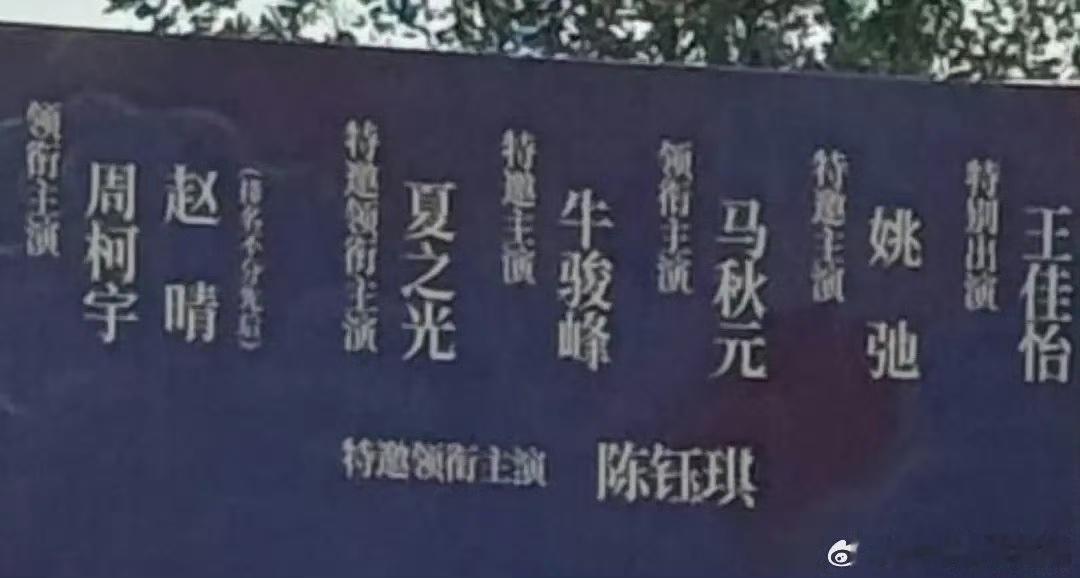 领衔主演
周柯宇
赵晴
(排名不分先后)
特邀领衔主演
夏之光
特邀主演
牛骏峰
领衔主演
马秋元
特邀主演
姚弛
特别出演
王佳怡
特邀领衔主演 陈钰琪